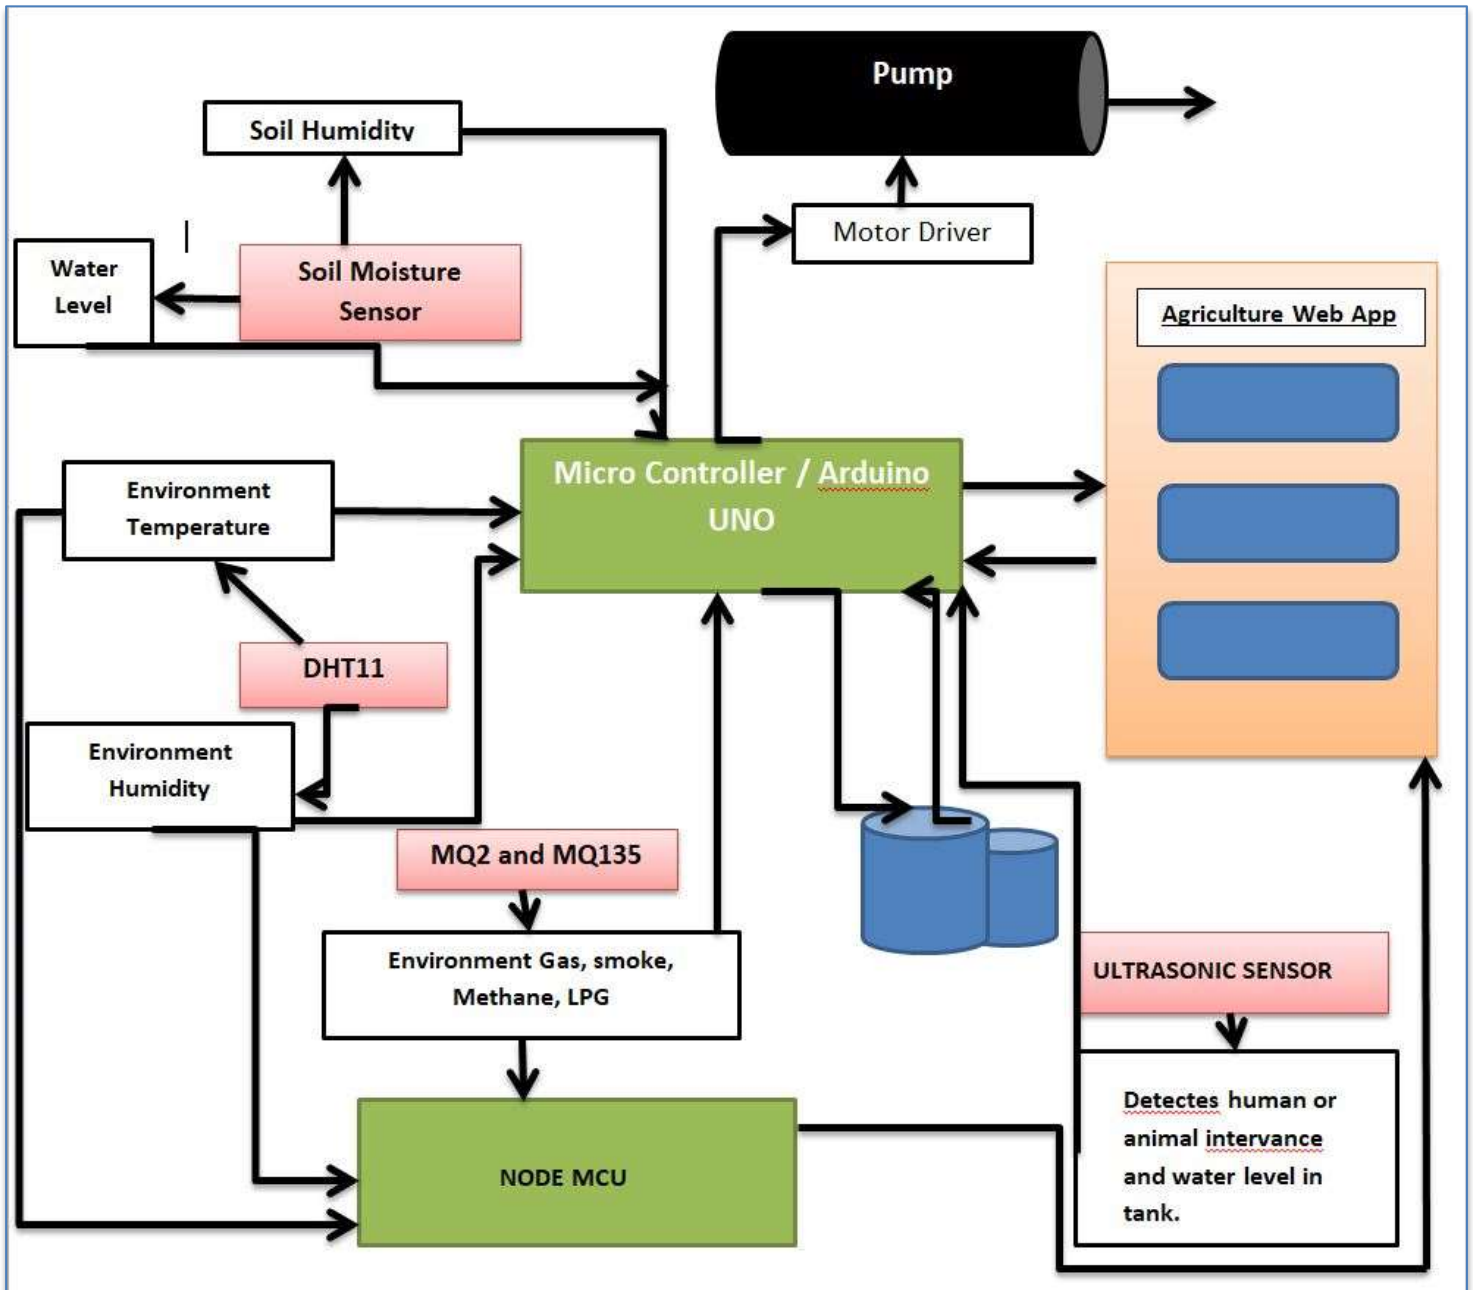 Pump
Soil Humidity
Motor Driver
Water
Level
Soil Moisture
Sensor
Agriculture Web App
Micro Controller / Arduino
UNO
Environment
Temperature
DHT11
Environment
Humidity
MQ2 and MQ135
Environment Gas, smoke,
Methane, LPG
ULTRASONIC SENSOR
Detectes human or
animal intervance
and water level in
tank.
NODE MCU